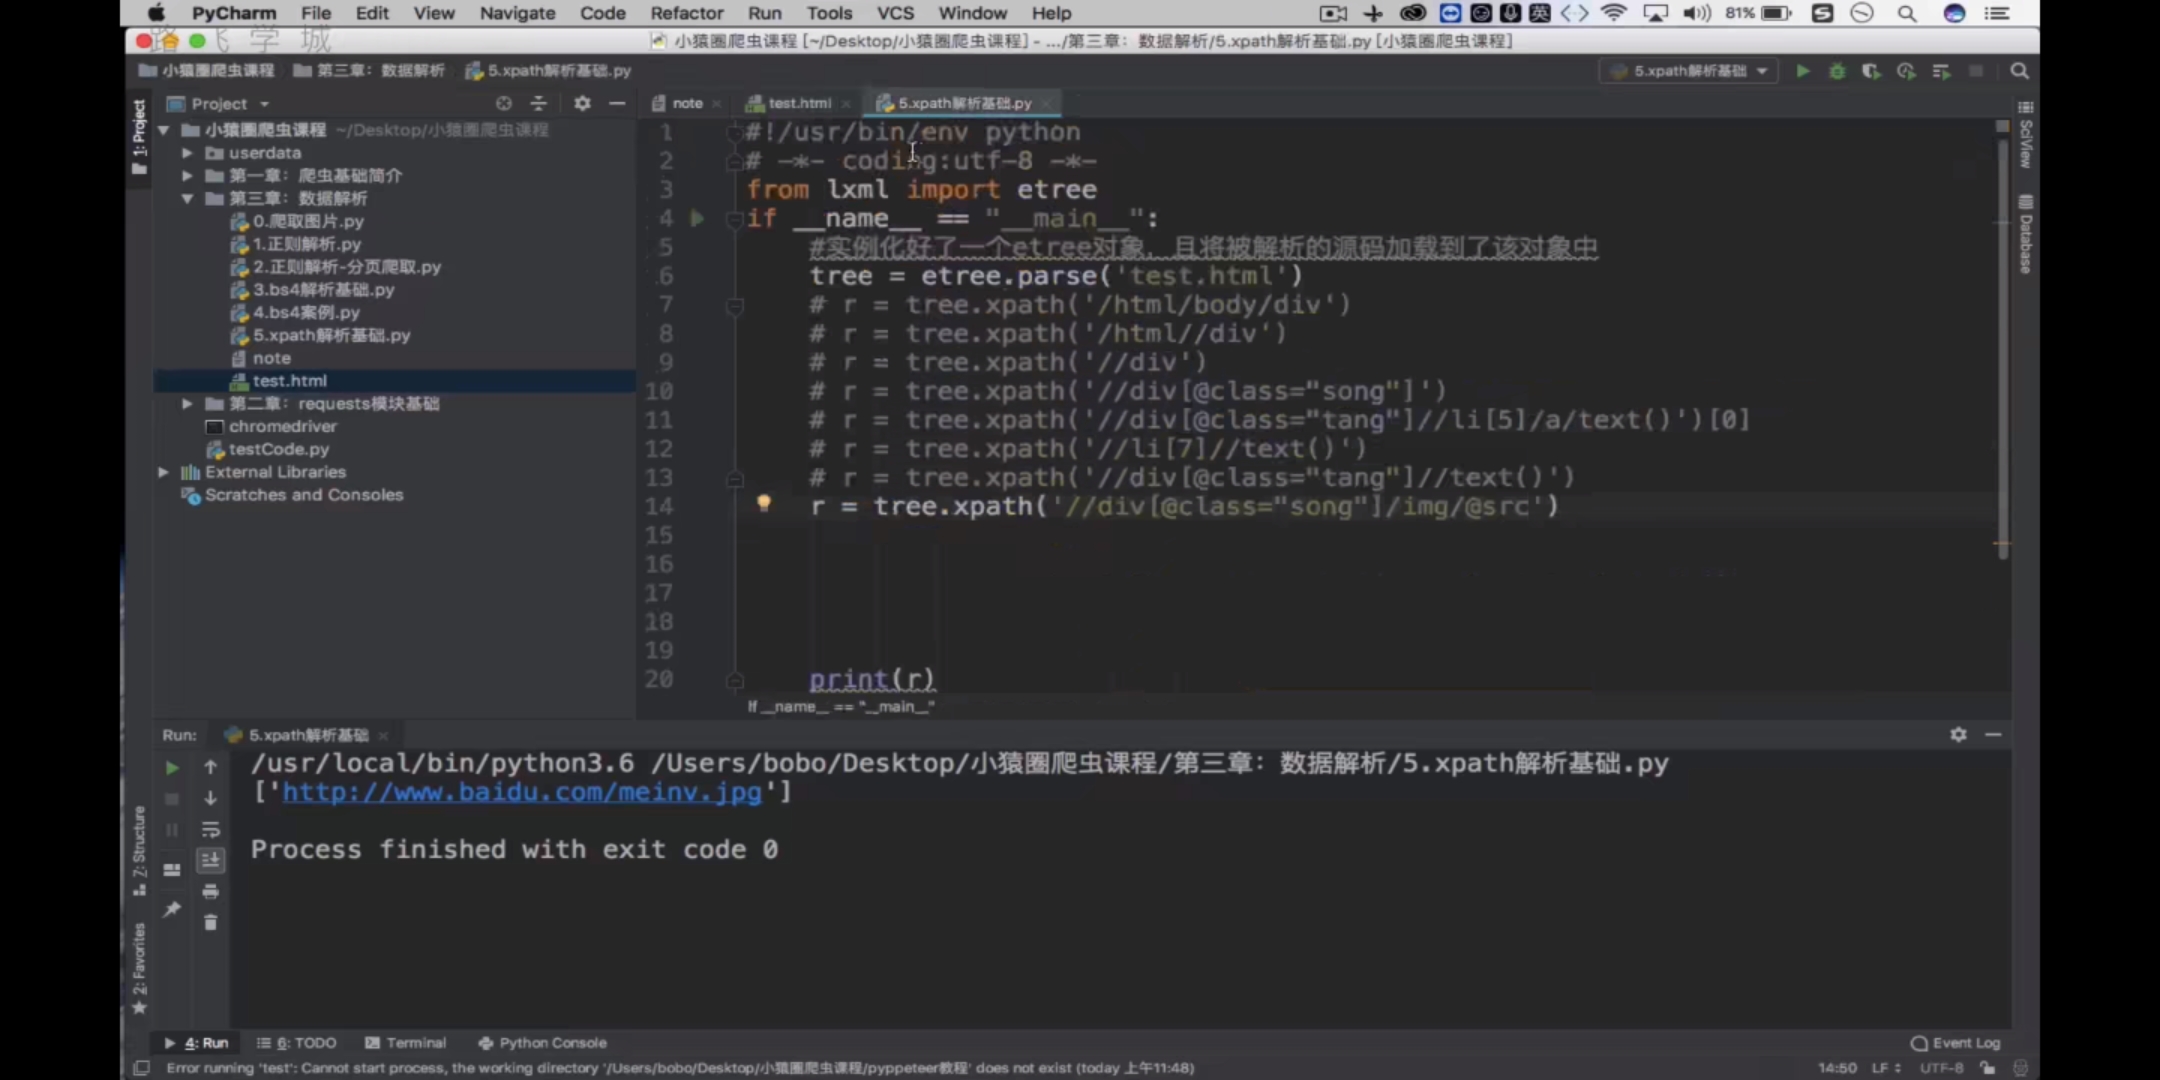 PyCharm File Edit View Navigate Code Refactor Run Tools VCS Window Help 81%
小猿圈爬虫课程 [~/Desktop/小猿圈爬虫课程] - .../第三章：数据解析/5.xpath解析基础.py [小猿圈爬虫课程]
小猿圈爬虫课程 第三章：数据解析 5.xpath解析基础.py 5.xpath解析基础
Project note test.html 5.xpath解析基础.py
1: Project
小猿圈爬虫课程 ~/Desktop/小猿圈爬虫课程
userdata
第一章：爬虫基础简介
第三章：数据解析
0.爬取图片.py
1.正则解析.py
2.正则解析-分页爬取.py
3.bs4解析基础.py
4.bs4案例.py
5.xpath解析基础.py
note
test.html
第二章：requests模块基础
chromedriver
testCode.py
External Libraries
Scratches and Consoles
1 #!/usr/bin/env python
2 # -*- coding:utf-8 -*-
3 from lxml import etree
4 if __name__ == "__main__":
5 #实例化好了一个etree对象，且将被解析的源码加载到了该对象中
6 tree = etree.parse('test.html')
7 # r = tree.xpath('/html/body/div')
8 # r = tree.xpath('/html//div')
9 # r = tree.xpath('//div')
10 # r = tree.xpath('//div[@class="song"]')
11 # r = tree.xpath('//div[@class="tang"]//li[5]/a/text()')[0]
12 # r = tree.xpath('//li[7]//text()')
13 # r = tree.xpath('//div[@class="tang"]//text()')
14 r = tree.xpath('//div[@class="song"]/img/@src')
15
16
17
18
19
20 print(r)
if __name__ == "__main__"
SciView
Database
Run: 5.xpath解析基础
/usr/local/bin/python3.6 /Users/bobo/Desktop/小猿圈爬虫课程/第三章：数据解析/5.xpath解析基础.py
['http://www.baidu.com/meinv.jpg']
Process finished with exit code 0
Z: Structure
2: Favorites
4: Run 6: TODO Terminal Python Console Event Log
Error running 'test': Cannot start process, the working directory '/Users/bobo/Desktop/小猿圈爬虫课程/pyppeteer教程' does not exist (today 上午11:48) 14:50 LF UTF-8